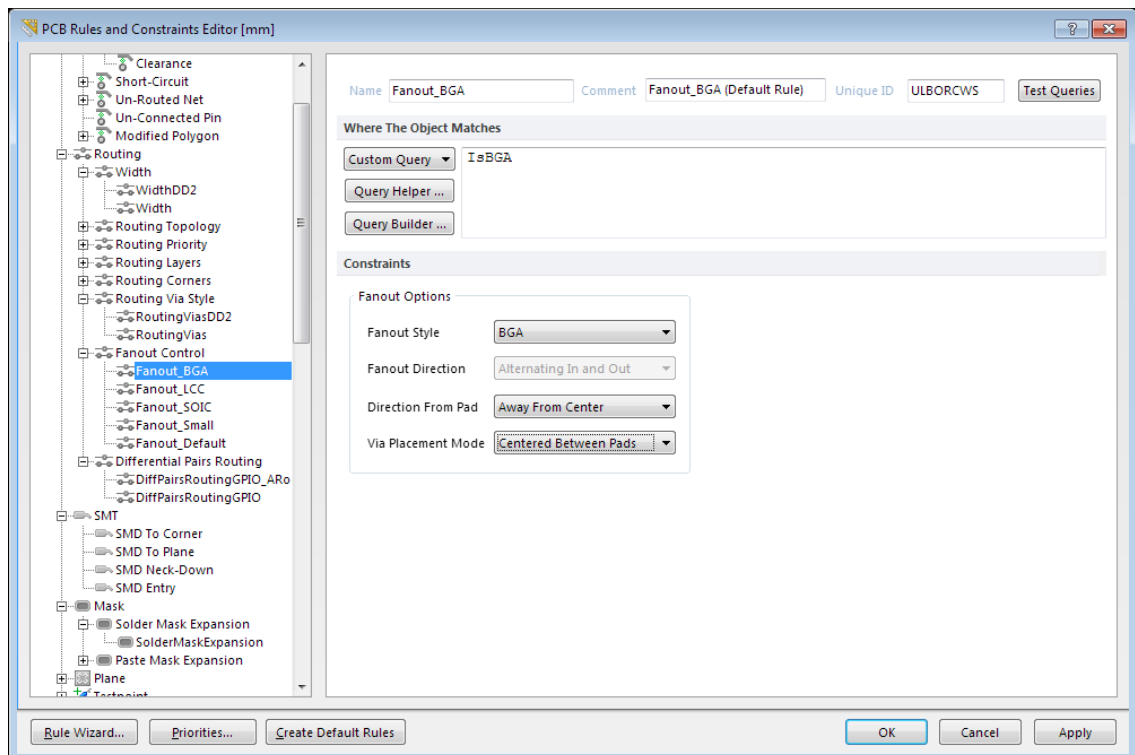 PCB Rules and Constraints Editor [mm]
Clearance
Short-Circuit
Un-Routed Net
Un-Connected Pin
Modified Polygon
Routing
Width
WidthDD2
Width
Routing Topology
Routing Priority
Routing Layers
Routing Corners
Routing Via Style
RoutingViasDD2
RoutingVias
Fanout Control
Fanout_BGA
Fanout_LCC
Fanout_SOIC
Fanout_Small
Fanout_Default
Differential Pairs Routing
DiffPairsRoutingGPIO_ARo
DiffPairsRoutingGPIO
SMT
SMD To Corner
SMD To Plane
SMD Neck-Down
SMD Entry
Mask
Solder Mask Expansion
SolderMaskExpansion
Paste Mask Expansion
Plane
Testpoint
Name Fanout_BGA Comment Fanout_BGA (Default Rule) Unique ID ULBORCWS Test Queries
Where The Object Matches
Custom Query IsBGA
Query Helper ...
Query Builder ...
Constraints
Fanout Options
Fanout Style BGA
Fanout Direction Alternating In and Out
Direction From Pad Away From Center
Via Placement Mode Centered Between Pads
Rule Wizard... Priorities... Create Default Rules OK Cancel Apply